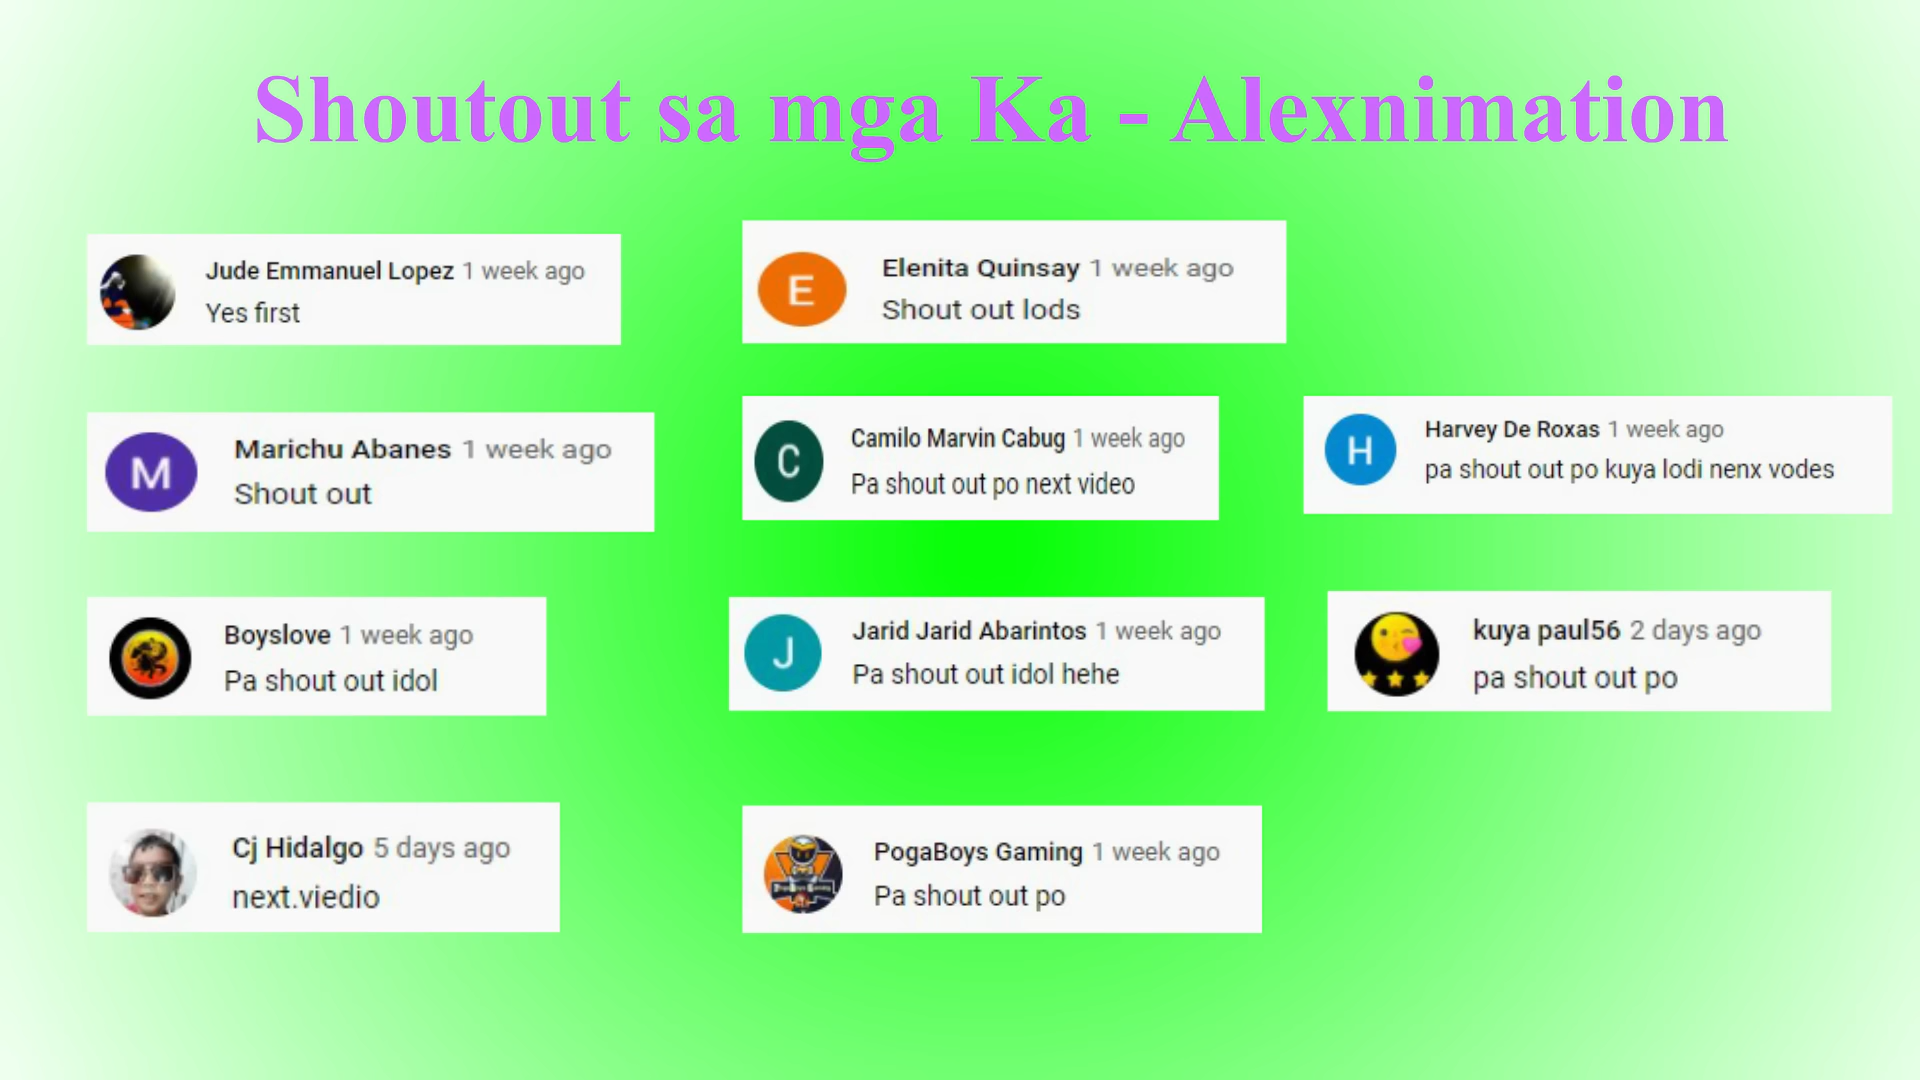 Shoutout sa mga Ka - Alexnimation
Jude Emmanuel Lopez 1 week ago
Yes first
E
Elenita Quinsay 1 week ago
Shout out lods
M
Marichu Abanes 1 week ago
Shout out
C
Camilo Marvin Cabug 1 week ago
Pa shout out po next video
H
Harvey De Roxas 1 week ago
pa shout out po kuya lodi nenx vodes
Boyslove 1 week ago
Pa shout out idol
J
Jarid Jarid Abarintos 1 week ago
Pa shout out idol hehe
kuya paul56 2 days ago
pa shout out po
Cj Hidalgo 5 days ago
next.viedio
PogaBoys Gaming 1 week ago
Pa shout out po